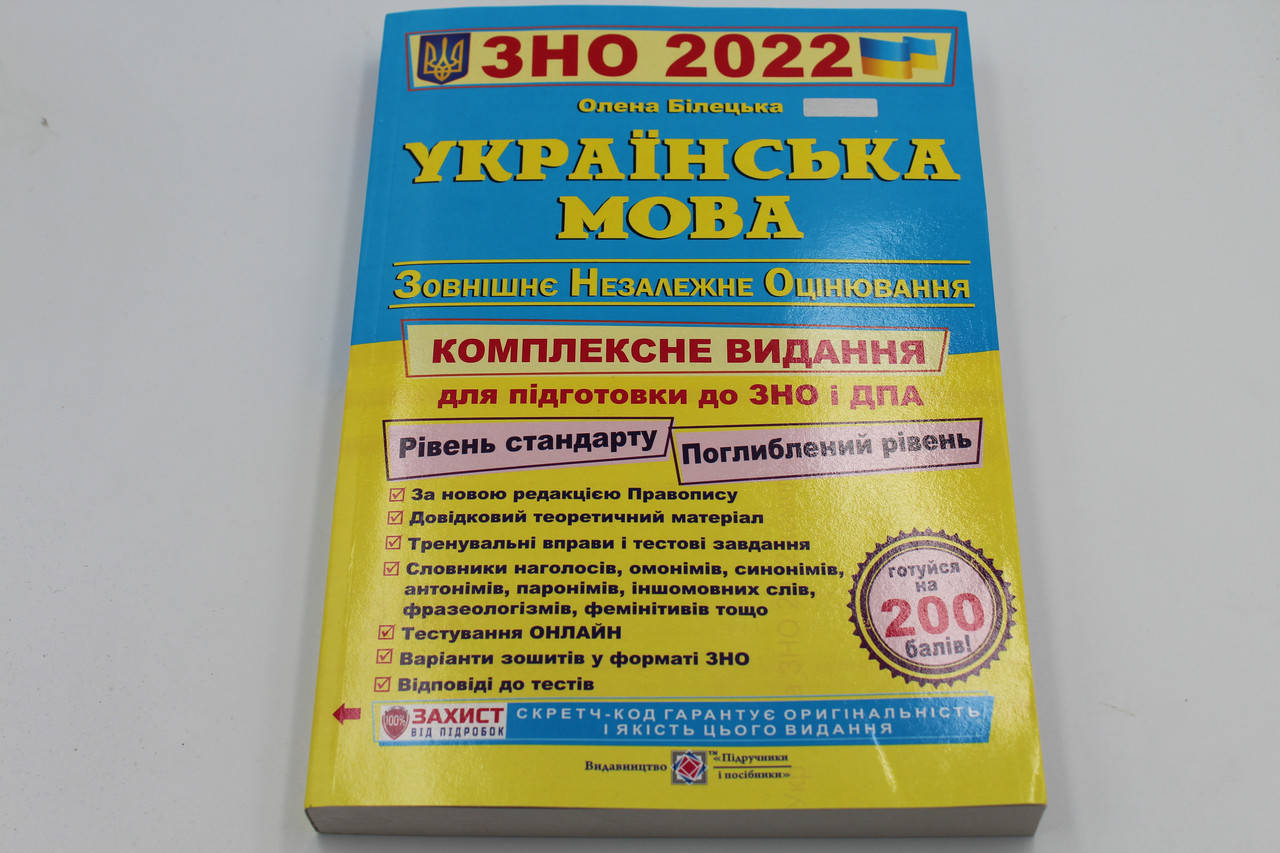 ЗНО 2022
Олена Білецька
УКРАЇНСЬКА
МОВА
Зовнішнє Незалежне Оцінювання
КОМПЛЕКСНЕ ВИДАННЯ
для підготовки до ЗНО і ДПА
Рівень стандарту
Поглиблений рівень
За новою редакцією Правопису
Довідковий теоретичний матеріал
Тренувальні вправи і тестові завдання
Словники наголосів, омонімів, синонімів,
антонімів, паронімів, іншомовних слів,
фразеологізмів, фемінітивів тощо
Тестування ОНЛАЙН
Варіанти зошитів у форматі ЗНО
Відповіді до тестів
готуйся
на
200
балів!
100%
ЗАХИСТ
ВІД ПІДРОБОК
СКРЕТЧ-КОД ГАРАНТУЄ ОРИГІНАЛЬНІСТЬ
І ЯКІСТЬ ЦЬОГО ВИДАННЯ
Видавництво
™ «Підручники
і посібники»